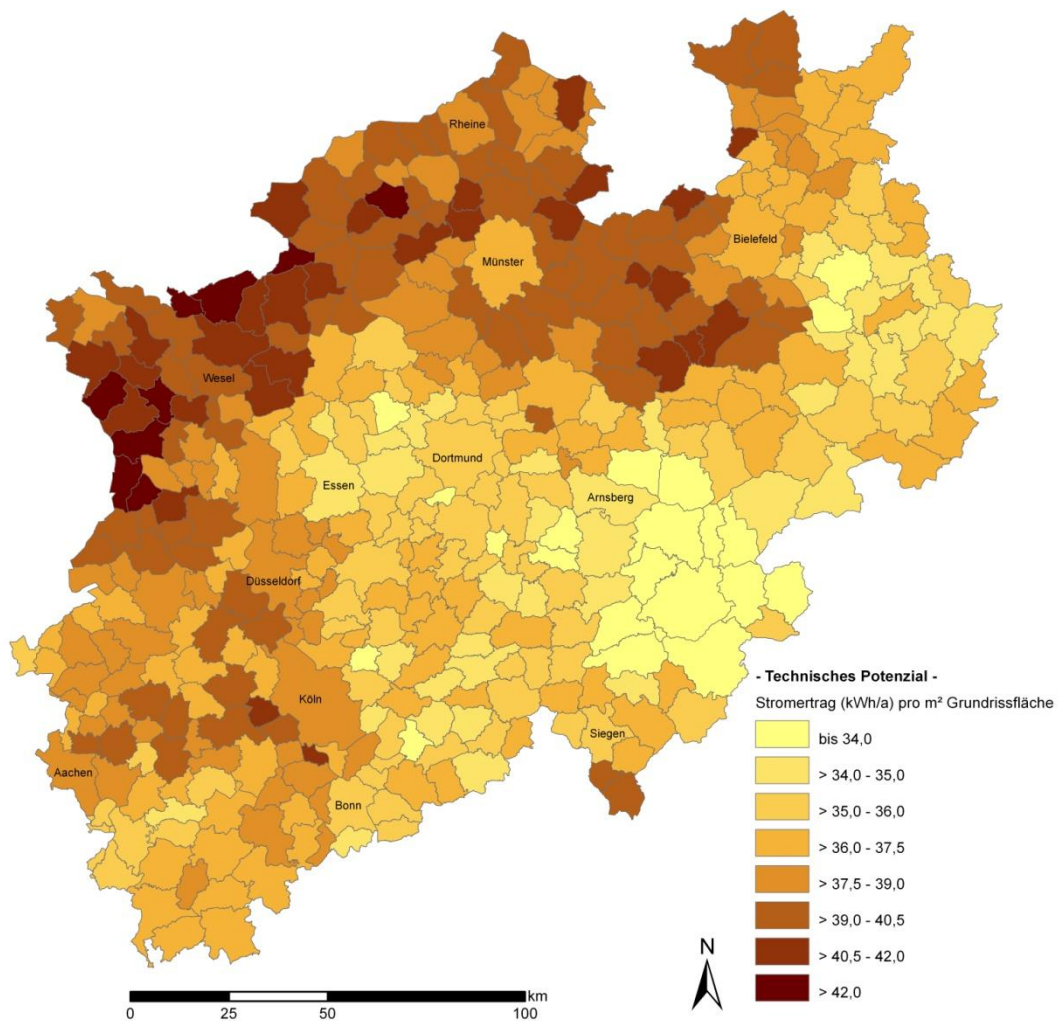 Rheine
Bielefeld
Münster
Wesel
Dortmund
Essen
Arnsberg
Düsseldorf
Köln
Siegen
Aachen
Bonn
- Technisches Potenzial -
Stromertrag (kWh/a) pro m² Grundrissfläche
bis 34,0
> 34,0 - 35,0
> 35,0 - 36,0
> 36,0 - 37,5
> 37,5 - 39,0
> 39,0 - 40,5
> 40,5 - 42,0
> 42,0
N
km
0 25 50 100